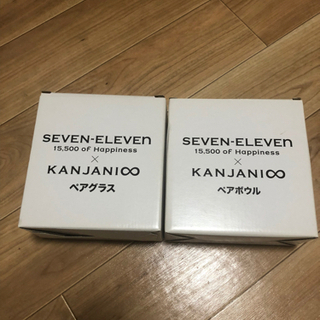 SEVEN-ELEVEn
15,500 of Happiness
×
KANJANI∞
ペアグラス
SEVEN-ELEVEn
15,500 of Happiness
×
KANJANI∞
ペアボウル